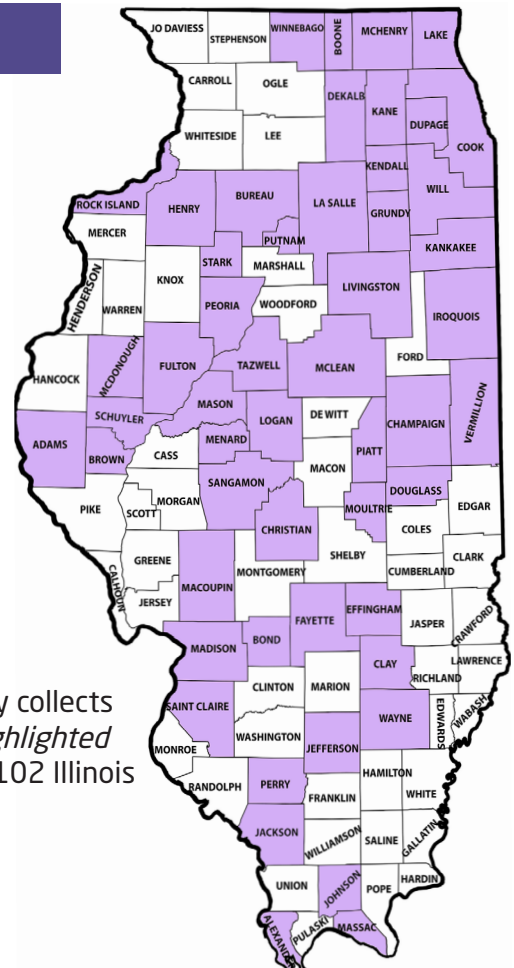 JO DAVIESS
STEPHENSON
WINNEBAGO
BOONE
MCHENRY
LAKE
CARROLL
OGLE
DEKALB
KANE
DUPAGE
COOK
WHITESIDE
LEE
KENDALL
WILL
ROCK ISLAND
HENRY
BUREAU
LA SALLE
GRUNDY
MERCER
PUTNAM
KANKAKEE
STARK
MARSHALL
HENDERSON
WARREN
KNOX
PEORIA
WOODFORD
LIVINGSTON
IROQUOIS
HANCOCK
MCDONOUGH
FULTON
TAZWELL
MCLEAN
FORD
VERMILLION
SCHUYLER
MASON
LOGAN
DE WITT
CHAMPAIGN
ADAMS
BROWN
CASS
MENARD
MACON
PIATT
PIKE
SCOTT
MORGAN
SANGAMON
MOULTRIE
DOUGLASS
EDGAR
CHRISTIAN
COLES
GREENE
SHELBY
CLARK
CALHOUN
JERSEY
MACOUPIN
MONTGOMERY
CUMBERLAND
FAYETTE
EFFINGHAM
JASPER
CRAWFORD
MADISON
BOND
CLAY
RICHLAND
LAWRENCE
CLINTON
MARION
y collects
SAINT CLAIRE
WAYNE
EDWARDS
WABASH
ghlighted
MONROE
WASHINGTON
JEFFERSON
102 Illinois
RANDOLPH
PERRY
HAMILTON
WHITE
FRANKLIN
JACKSON
WILLIAMSON
SALINE
GALLATIN
UNION
JOHNSON
POPE
HARDIN
ALEXANDER
PULASKI
MASSAC